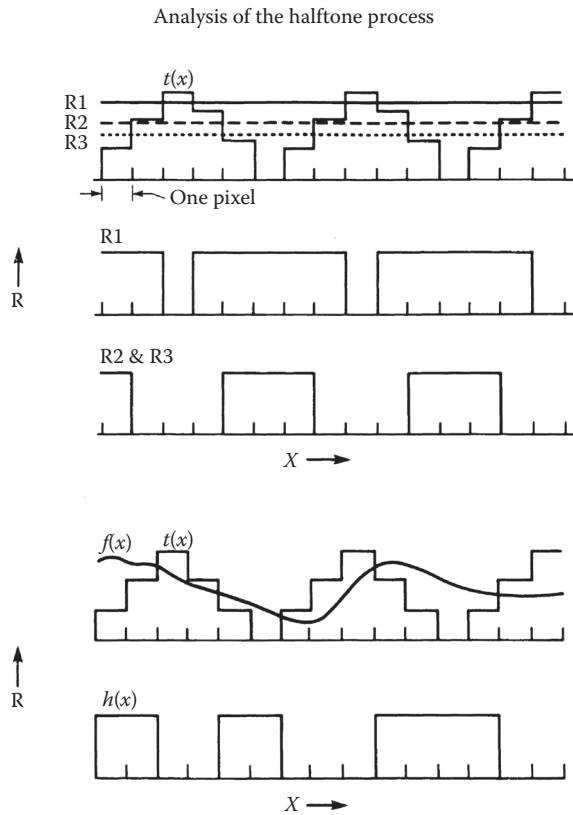 Analysis of the halftone process
t(x)
R1
R2
R3
One pixel
R1
R
R2 & R3
X
f(x) t(x)
R
h(x)
X